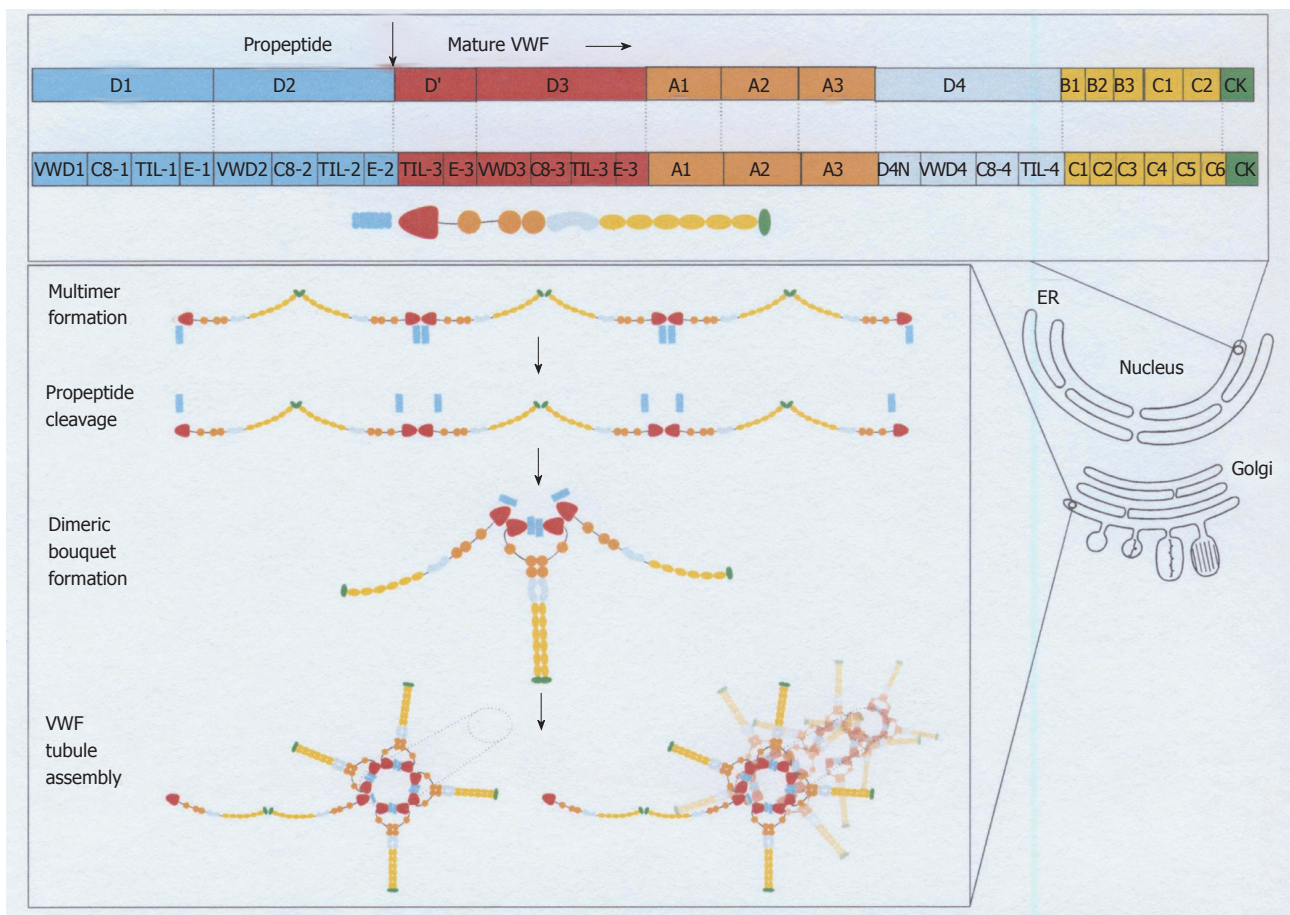 Propeptide Mature VWF
D1 D2 D' D3 A1 A2 A3 D4 B1 B2 B3 C1 C2 CK
VWD1 C8-1 TIL-1 E-1 VWD2 C8-2 TIL-2 E-2 TIL-3 E-3 VWD3 C8-3 TIL-3 E-3 A1 A2 A3 D4N VWD4 C8-4 TIL-4 C1 C2 C3 C4 C5 C6 CK
Multimer
formation
Propeptide
cleavage
Dimeric
bouquet
formation
VWF
tubule
assembly
ER
Nucleus
Golgi